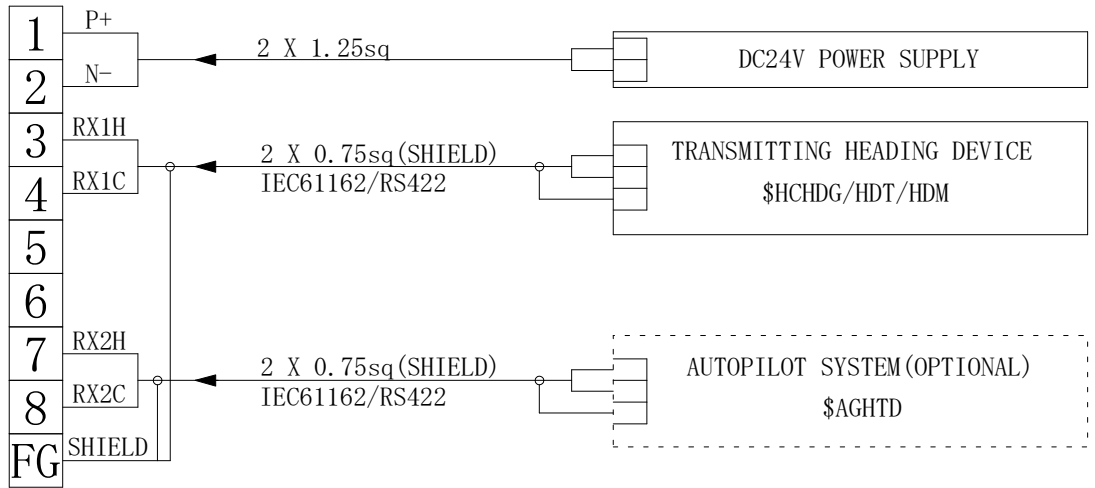 1
P+
2
N-
2 X 1.25sq
DC24V POWER SUPPLY
3
RX1H
4
RX1C
2 X 0.75sq(SHIELD)
IEC61162/RS422
TRANSMITTING HEADING DEVICE
$HCHDG/HDT/HDM
5
6
7
RX2H
8
RX2C
2 X 0.75sq(SHIELD)
IEC61162/RS422
AUTOPILOT SYSTEM(OPTIONAL)
$AGHTD
FG
SHIELD